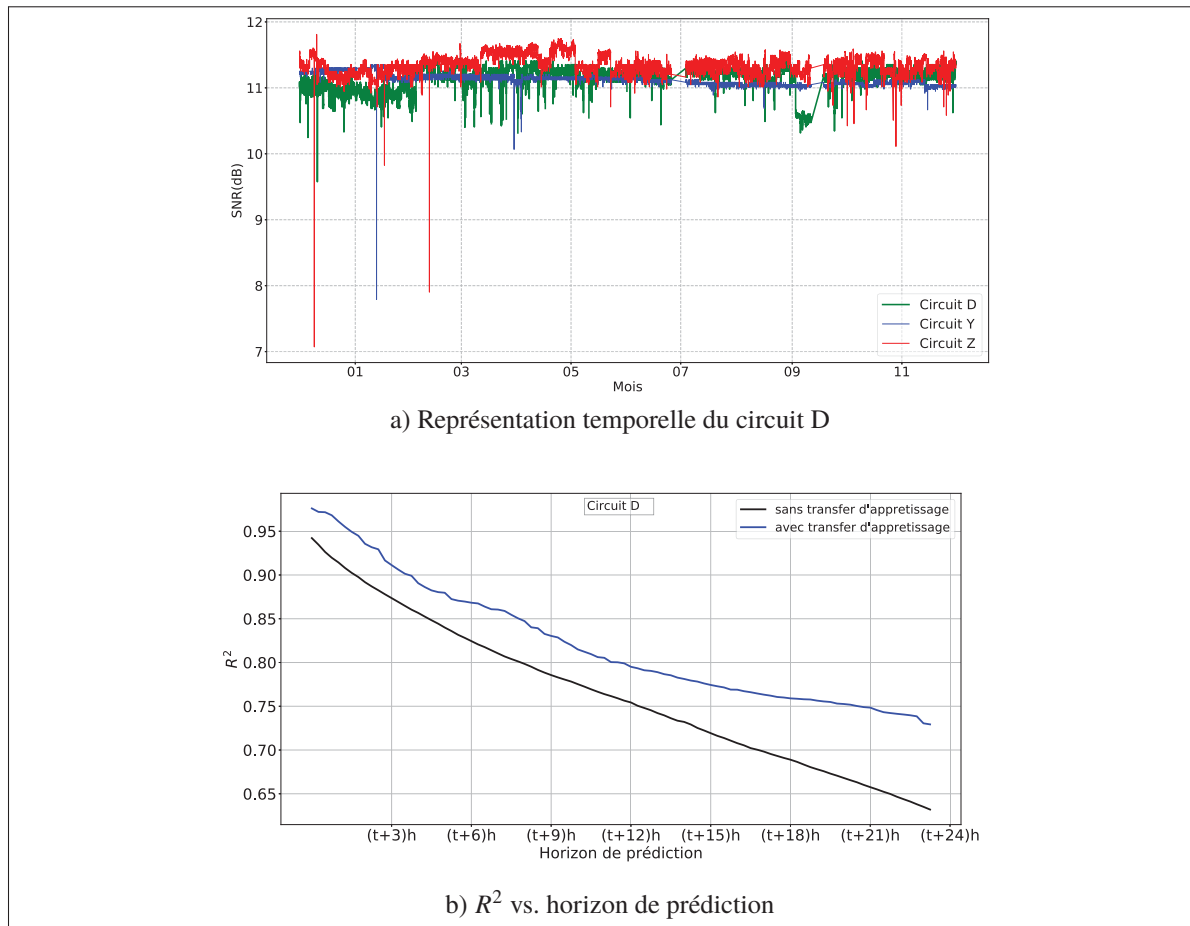 12
11
10
9
8
7
SNR(dB)
01 03 05 07 09 11
Mois
Circuit D
Circuit Y
Circuit Z
a) Représentation temporelle du circuit D
Circuit D
sans transfer d'appretissage
avec transfer d'appretissage
0.95
0.90
0.85
0.80
0.75
0.70
0.65
R²
(t+3)h (t+6)h (t+9)h (t+12)h (t+15)h (t+18)h (t+21)h (t+24)h
Horizon de prédiction
b) R² vs. horizon de prédiction